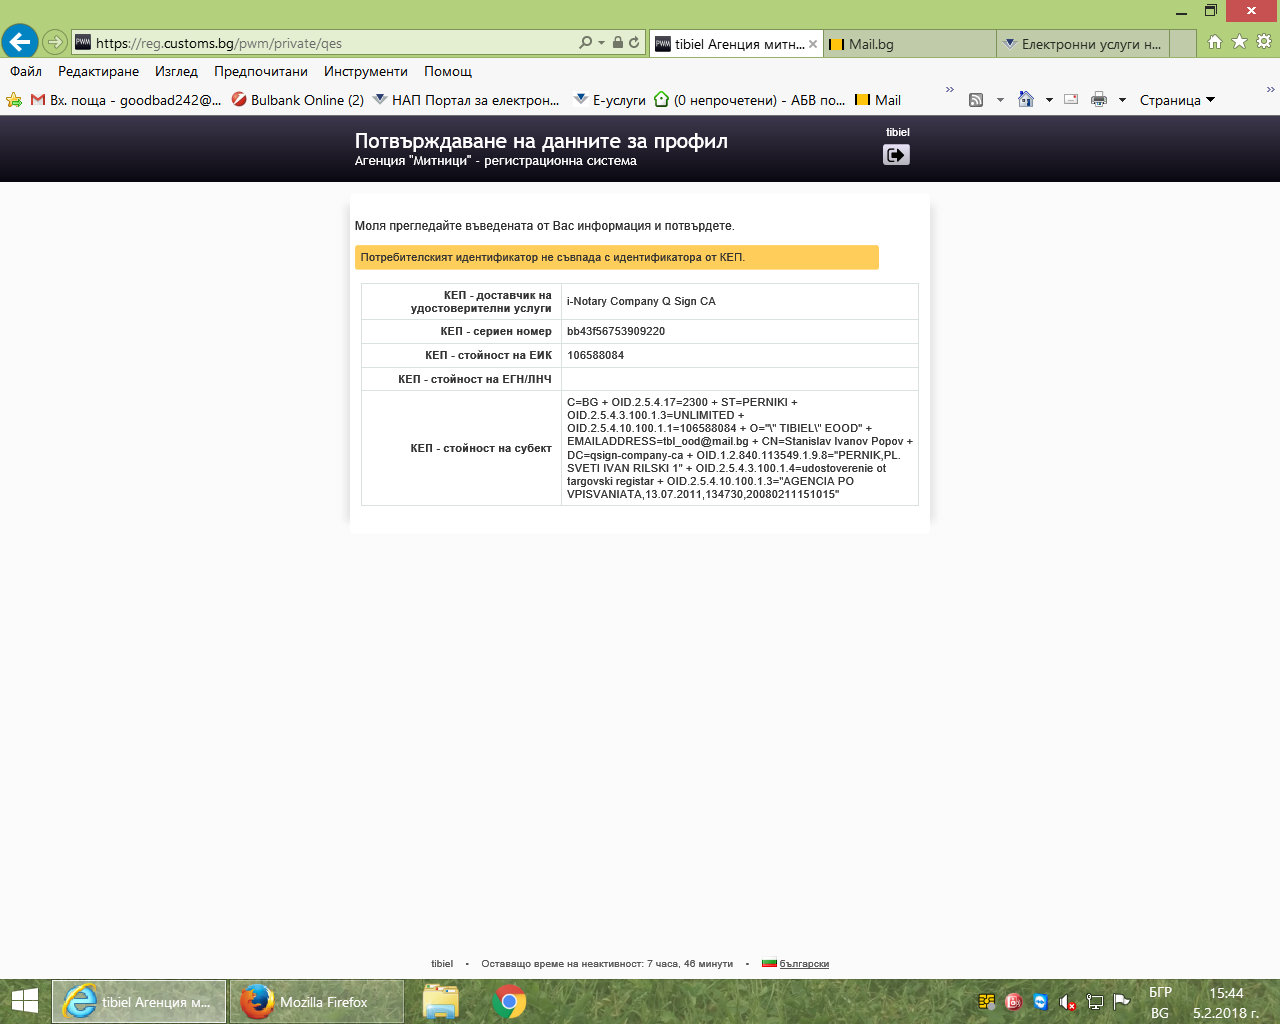 https://reg.customs.bg/pwm/private/qes
tibiel Агенция митн...
Mail.bg
Електронни услуги н...
Файл Редактиране Изглед Предпочитани Инструменти Помощ
Вх. поща - goodbad242@... Bulbank Online (2) НАП Портал за електрон... Е-услуги (0 непрочетени) - АБВ по... Mail Страница
Потвърждаване на данните за профил
Агенция "Митници" - регистрационна система
tibiel
Моля прегледайте въведената от Вас информация и потвърдете.
Потребителският идентификатор не съвпада с идентификатора от КЕП.
КЕП - доставчик на
удостоверителни услуги
i-Notary Company Q Sign CA
КЕП - сериен номер
bb43f56753909220
КЕП - стойност на ЕИК
106588084
КЕП - стойност на ЕГН/ЛНЧ
КЕП - стойност на субект
C=BG + OID.2.5.4.17=2300 + ST=PERNIKI +
OID.2.5.4.3.100.1.3=UNLIMITED +
OID.2.5.4.10.100.1.1=106588084 + O="\" TIBIEL\" EOOD" +
EMAILADDRESS=tbl_ood@mail.bg + CN=Stanislav Ivanov Popov +
DC=qsign-company-ca + OID.1.2.840.113549.1.9.8="PERNIK,PL.
SVETI IVAN RILSKI 1" + OID.2.5.4.3.100.1.4=udostoverenie ot
targovski registar + OID.2.5.4.10.100.1.3="AGENCIA PO
VPISVANIATA,13.07.2011,134730,20080211151015"
tibiel • Оставащо време на неактивност: 7 часа, 46 минути • български
tibiel Агенция м...
Mozilla Firefox
БГР
BG
15:44
5.2.2018 г.